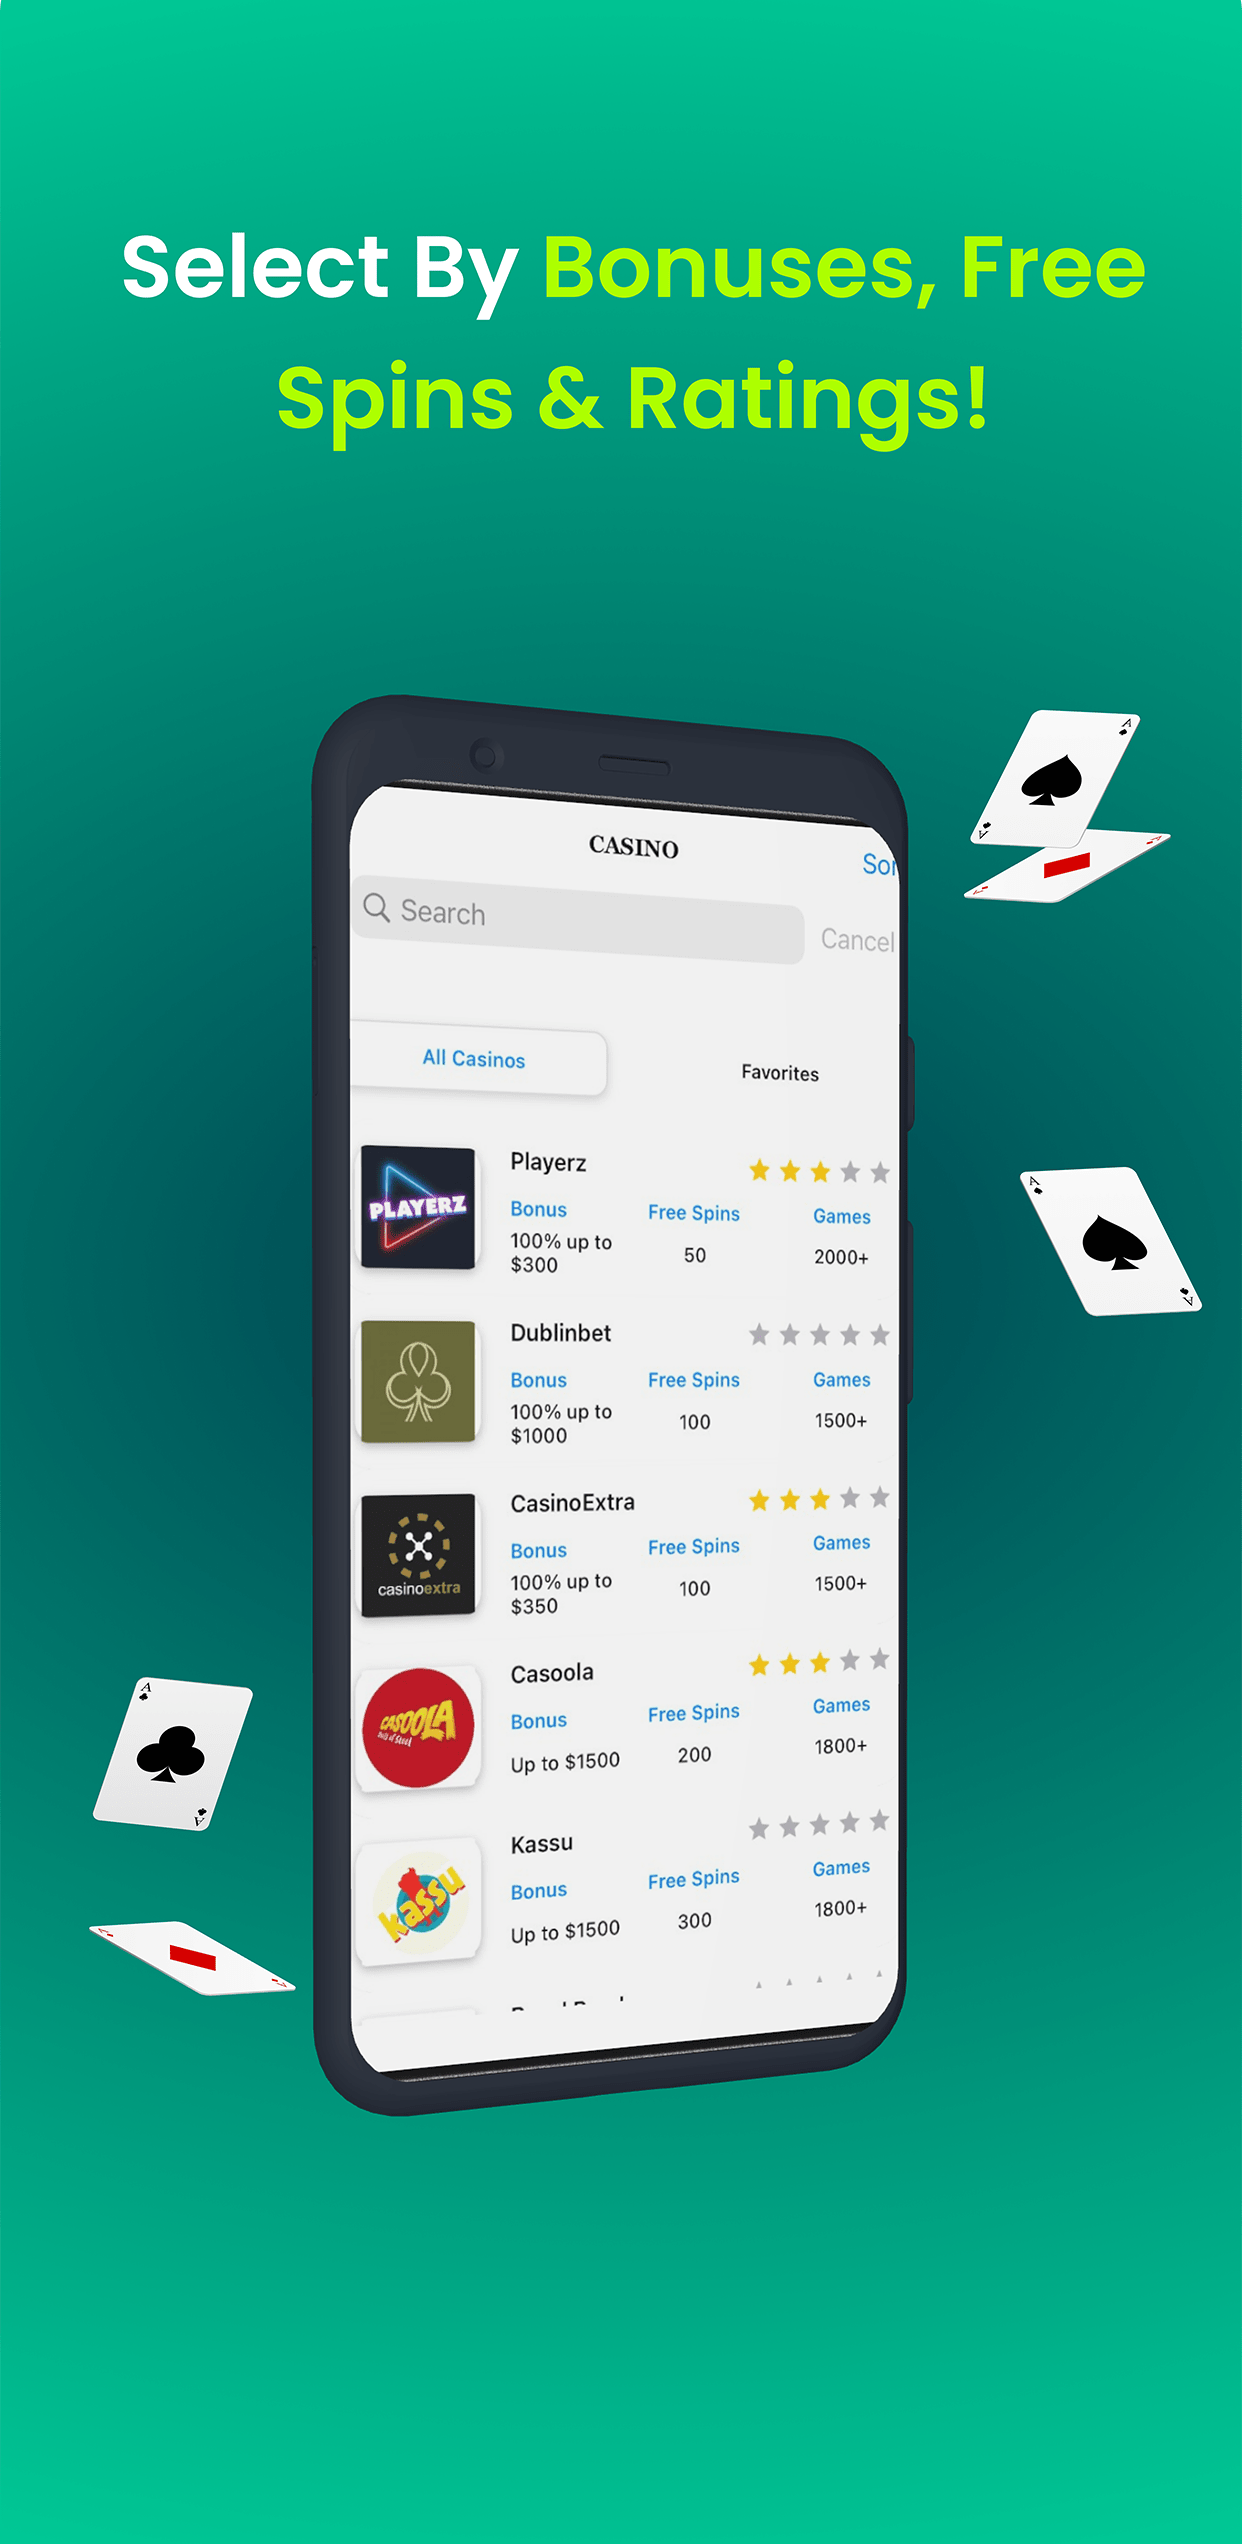 Select By Bonuses, Free
Spins & Ratings!
CASINO
Search
Cancel
All Casinos
Favorites
PLAYERZ
Playerz
Bonus Free Spins Games
100% up to
$300
50
2000+
Dublinbet
Bonus Free Spins Games
100% up to
$1000
100
1500+
casinoextra
CasinoExtra
Bonus Free Spins Games
100% up to
$350
100
1500+
CASOOLA
Casoola
Bonus Free Spins Games
Up to $1500
200
1800+
kassu
Kassu
Bonus Free Spins Games
Up to $1500
300
1800+
A
A
A
A
A
A